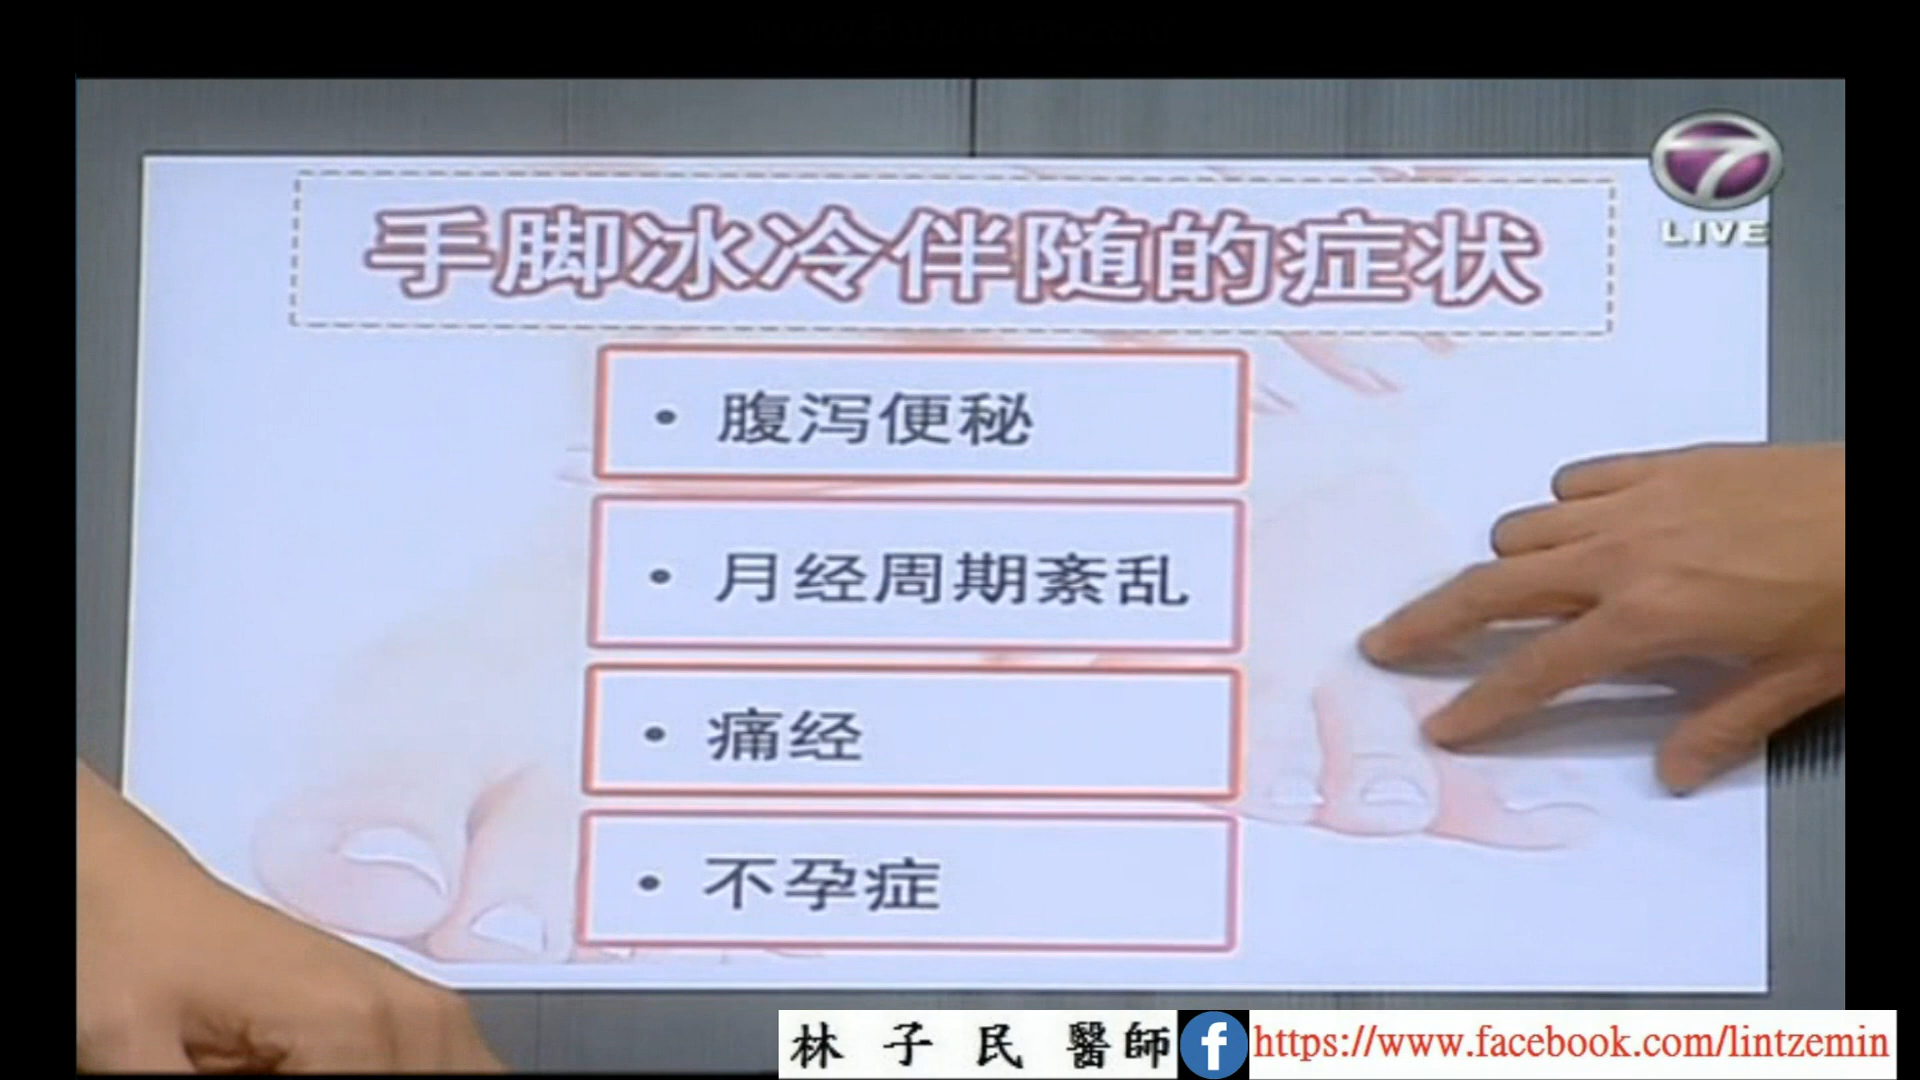 7
LIVE
手脚冰冷伴随的症状
• 腹泻便秘
• 月经周期紊乱
• 痛经
• 不孕症
林子民醫師 f https://www.facebook.com/lintzemin